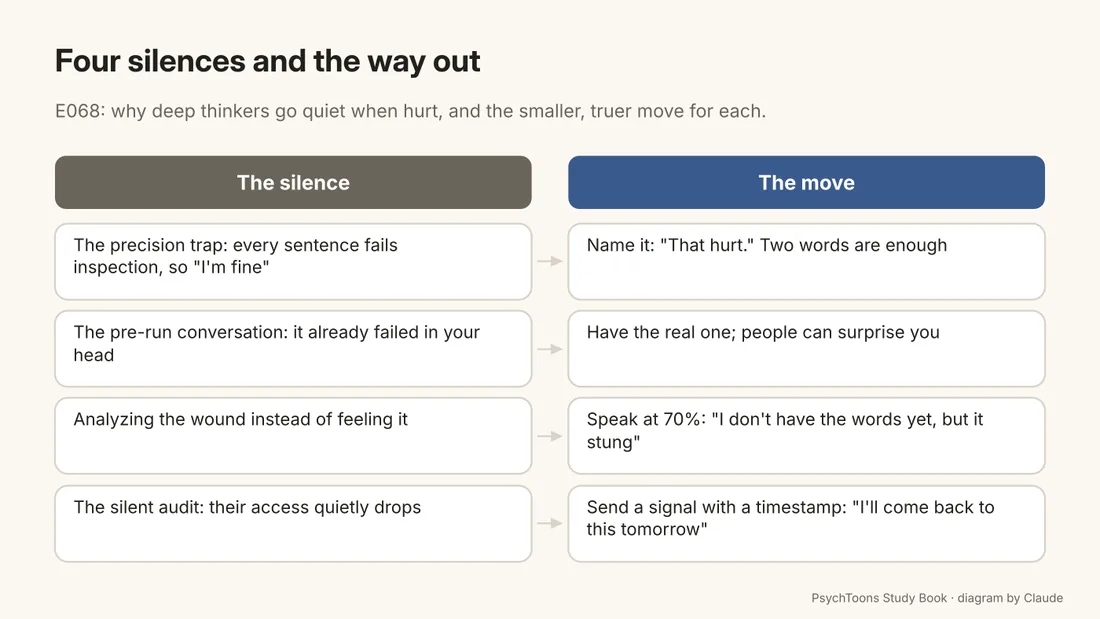 Four silences and the way out
E068: why deep thinkers go quiet when hurt, and the smaller, truer move for each.
The silence
The move
The precision trap: every sentence fails
inspection, so "I'm fine"
Name it: "That hurt." Two words are enough
The pre-run conversation: it already failed in your
head
Have the real one; people can surprise you
Analyzing the wound instead of feeling it
Speak at 70%: "I don't have the words yet, but it
stung"
The silent audit: their access quietly drops
Send a signal with a timestamp: "I'll come back to
this tomorrow"
PsychToons Study Book · diagram by Claude